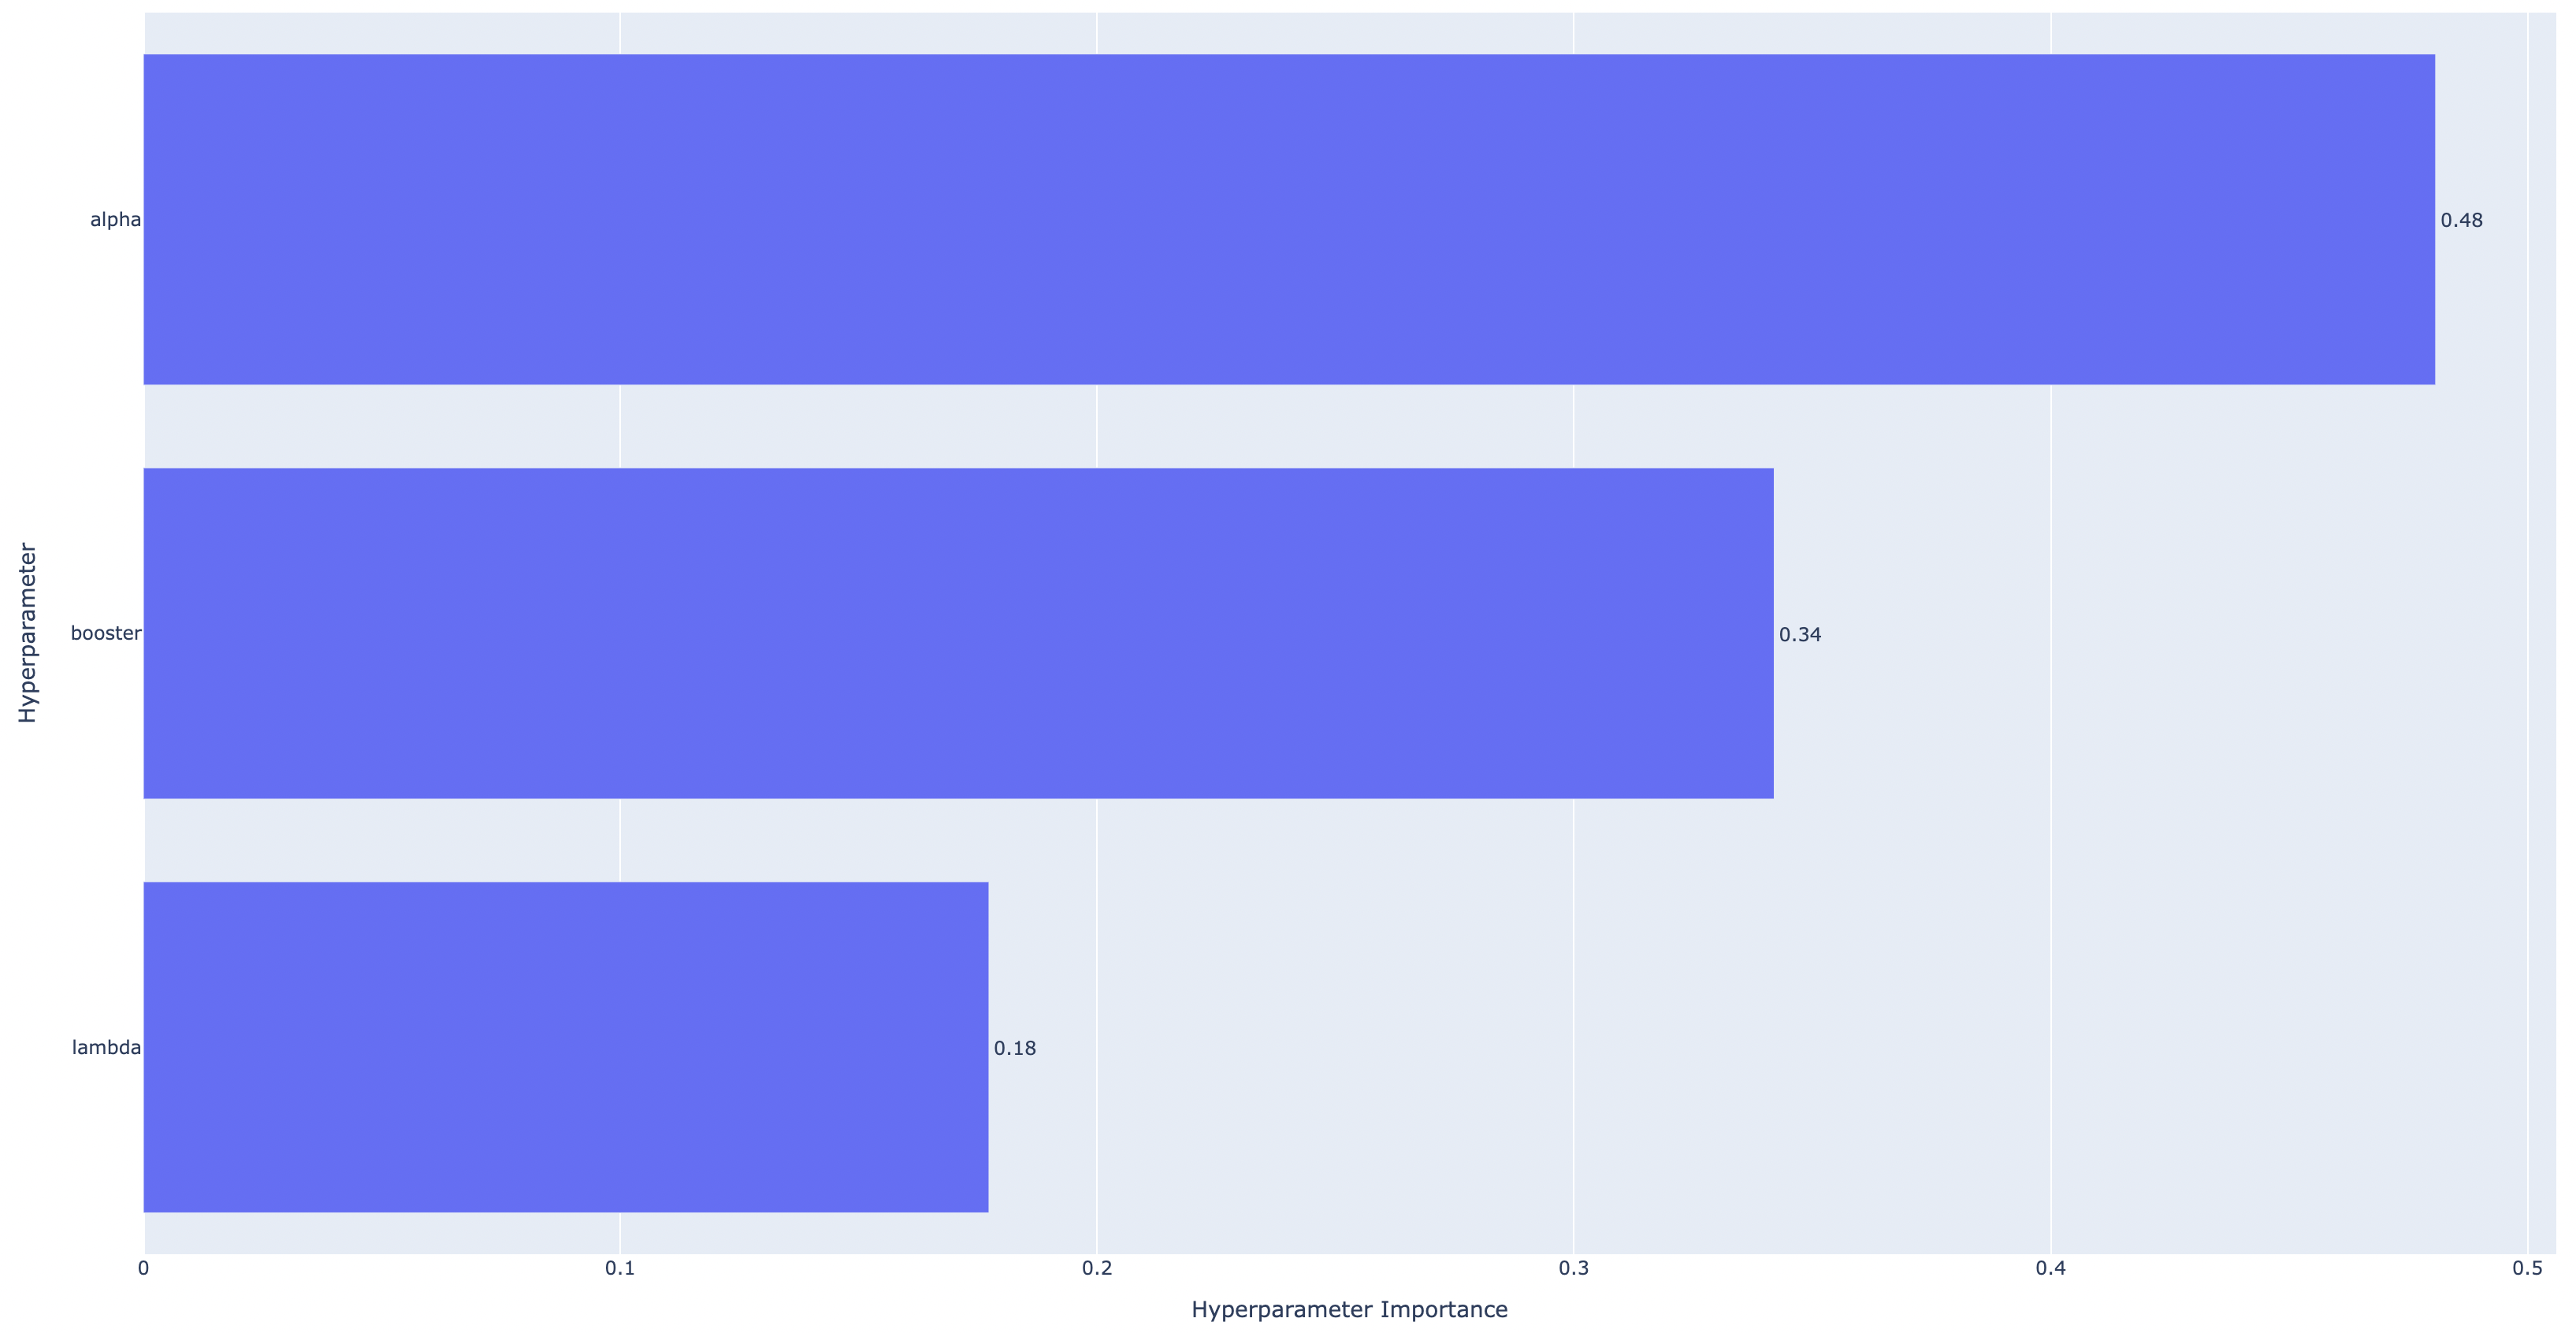 alpha
0.48
booster
0.34
lambda
0.18
Hyperparameter
0 0.1 0.2 0.3 0.4 0.5
Hyperparameter Importance